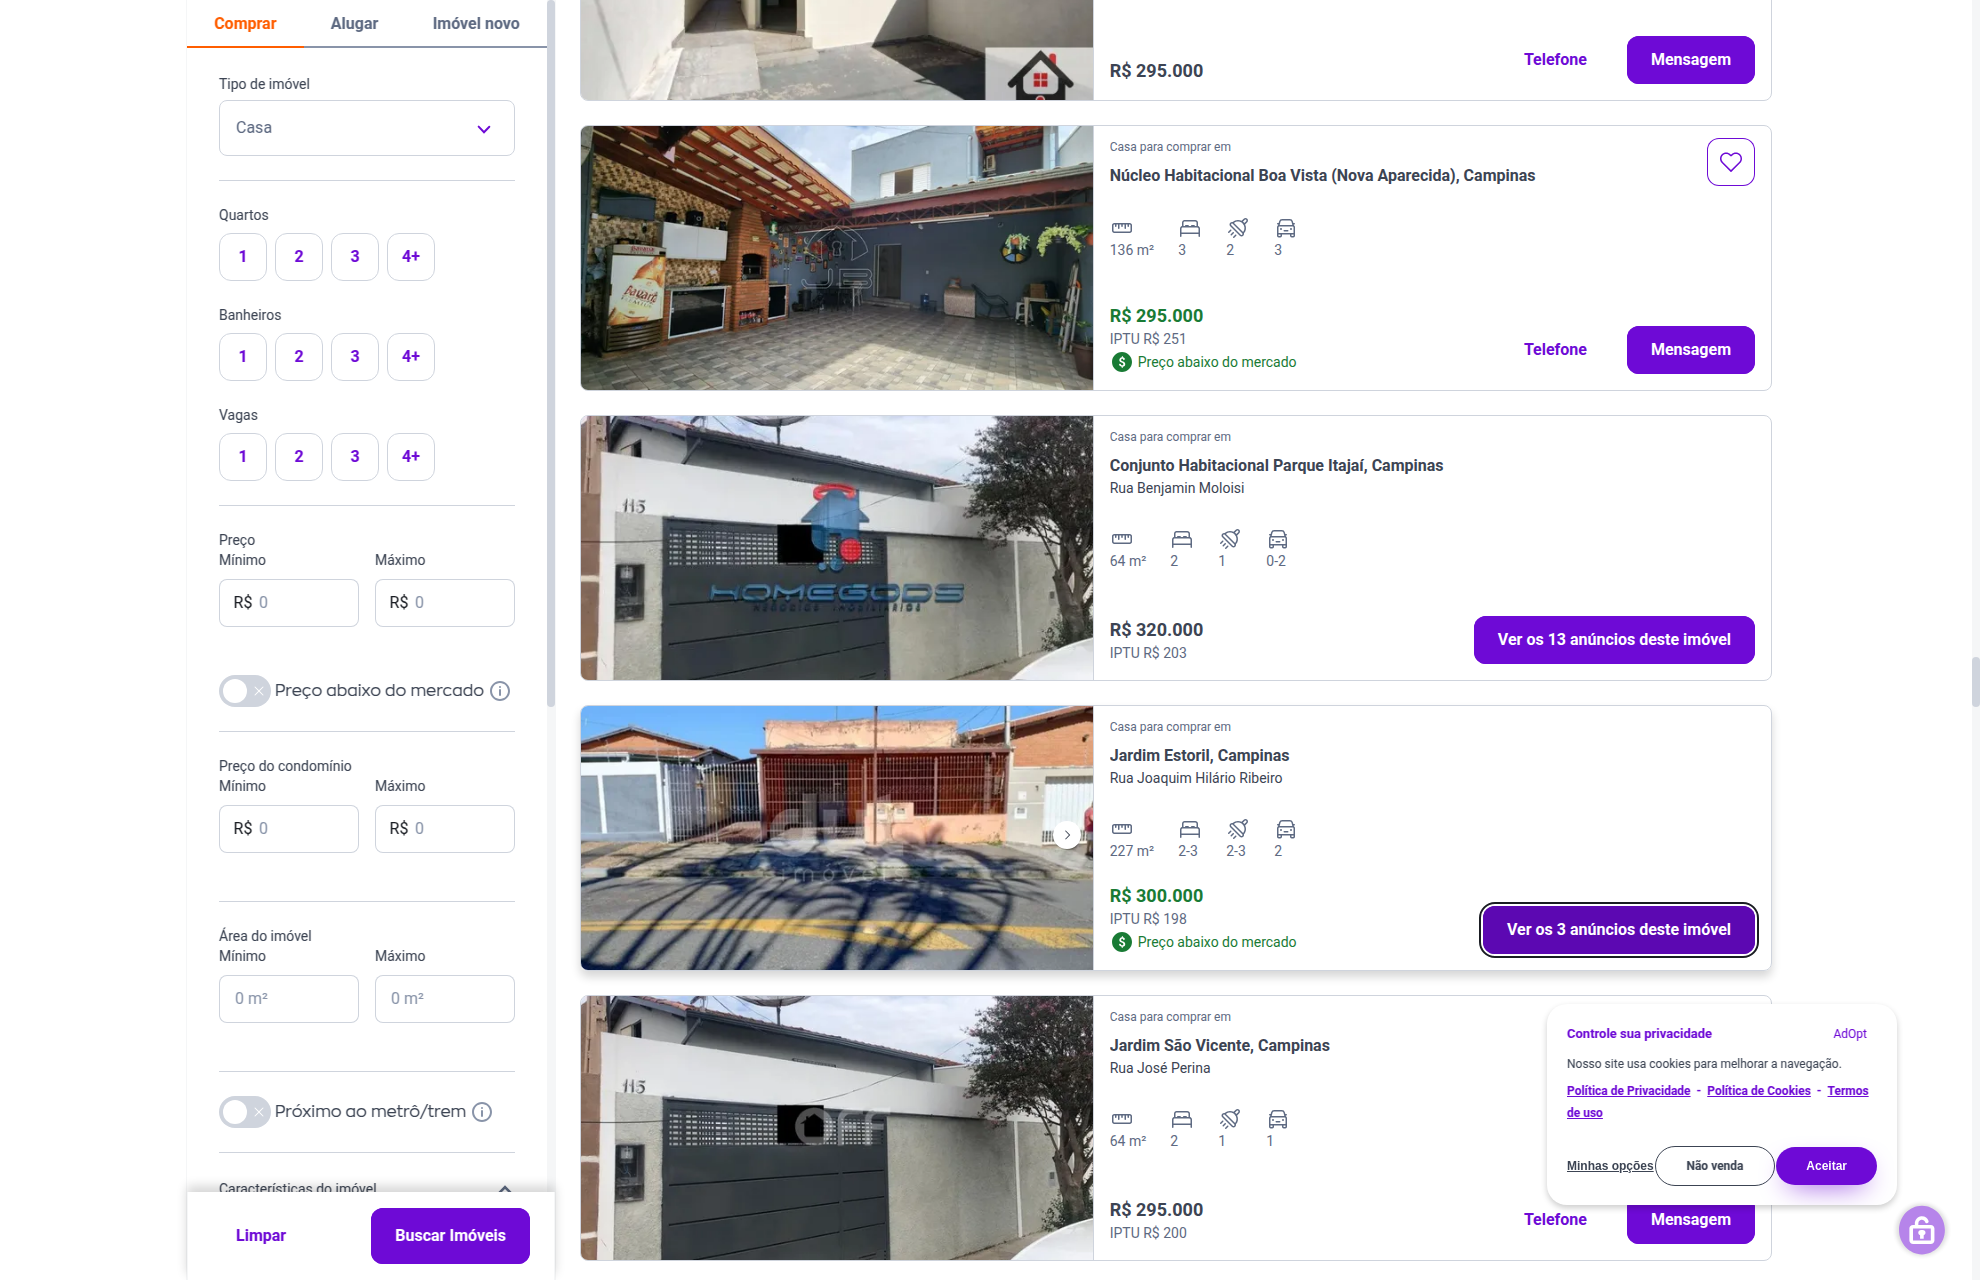 Comprar
Alugar
Imóvel novo
Tipo de imóvel
Casa
Quartos
1
2
3
4+
Banheiros
1
2
3
4+
Vagas
1
2
3
4+
Preço
Mínimo
Máximo
R$ 0
R$ 0
Preço abaixo do mercado
Preço do condomínio
Mínimo
Máximo
R$ 0
R$ 0
Área do imóvel
Mínimo
Máximo
0 m²
0 m²
Próximo ao metrô/trem
Características do imóvel
Limpar
Buscar Imóveis
R$ 295.000
Telefone
Mensagem
JB
Casa para comprar em
Núcleo Habitacional Boa Vista (Nova Aparecida), Campinas
136 m²
3
2
3
R$ 295.000
IPTU R$ 251
Preço abaixo do mercado
Telefone
Mensagem
115
HOMEGODS
NEGÓCIOS IMOBILIÁRIOS
Casa para comprar em
Conjunto Habitacional Parque Itajaí, Campinas
Rua Benjamin Moloisi
64 m²
2
1
0-2
R$ 320.000
IPTU R$ 203
Ver os 13 anúncios deste imóvel
imóveis
Casa para comprar em
Jardim Estoril, Campinas
Rua Joaquim Hilário Ribeiro
227 m²
2-3
2-3
2
R$ 300.000
IPTU R$ 198
Preço abaixo do mercado
Ver os 3 anúncios deste imóvel
115
Casa para comprar em
Jardim São Vicente, Campinas
Rua José Perina
64 m²
2
1
1
R$ 295.000
IPTU R$ 200
Telefone
Mensagem
Controle sua privacidade
AdOpt
Nosso site usa cookies para melhorar a navegação.
Política de Privacidade - Política de Cookies - Termos
de uso
Minhas opções
Não venda
Aceitar